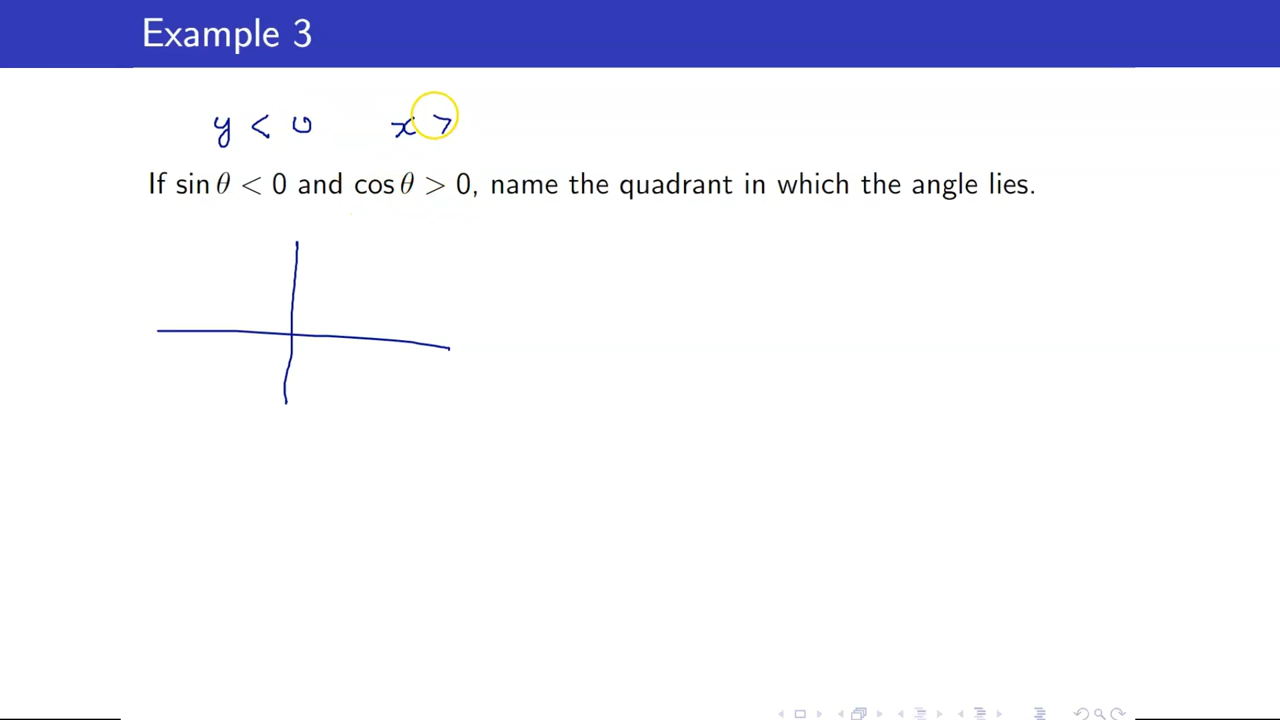 Example 3
y < 0 x >
If sin θ < 0 and cos θ > 0, name the quadrant in which the angle lies.